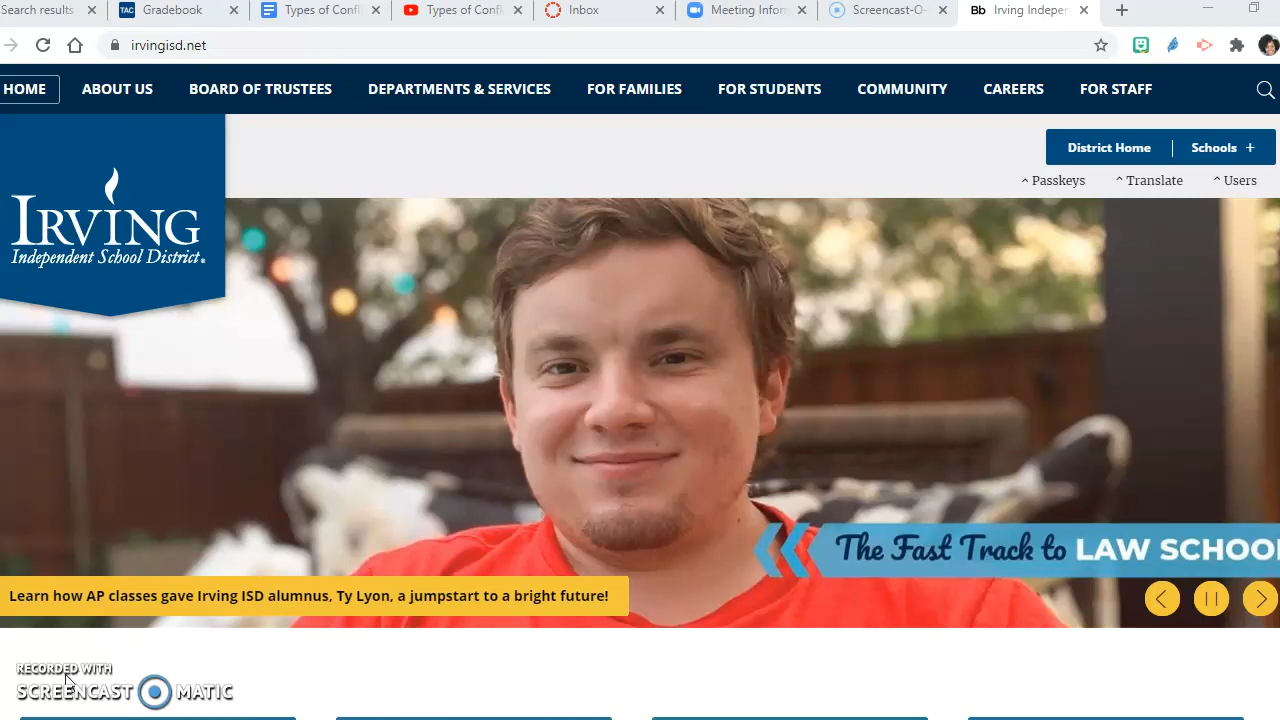 Search results
Gradebook
Types of Confl
Types of Confl
Inbox
Meeting Infor
Screencast-O-
Bb Irving Indepen
irvingisd.net
HOME
ABOUT US
BOARD OF TRUSTEES
DEPARTMENTS & SERVICES
FOR FAMILIES
FOR STUDENTS
COMMUNITY
CAREERS
FOR STAFF
District Home
Schools +
^ Passkeys
^ Translate
^ Users
IRVING
Independent School District.
The Fast Track to LAW SCHOOL
Learn how AP classes gave Irving ISD alumnus, Ty Lyon, a jumpstart to a bright future!
RECORDED WITH
SCREENCAST MATIC